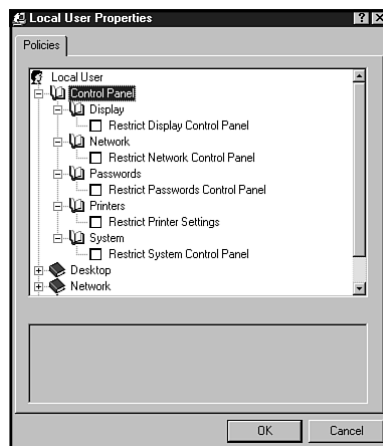 Local User Properties
Policies
Local User
Control Panel
Display
Restrict Display Control Panel
Network
Restrict Network Control Panel
Passwords
Restrict Passwords Control Panel
Printers
Restrict Printer Settings
System
Restrict System Control Panel
Desktop
Network
OK Cancel